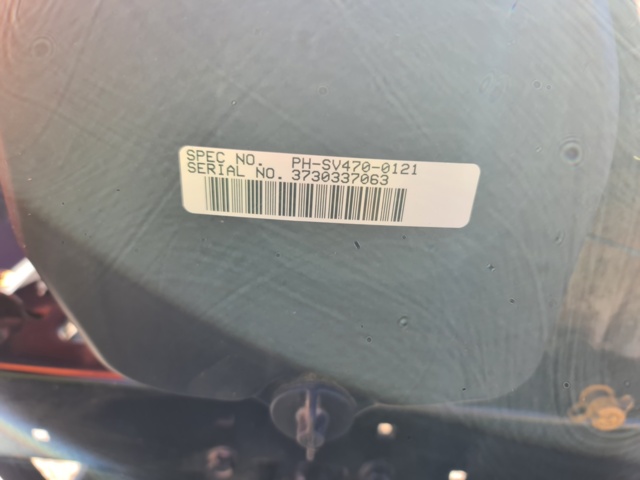 SPEC NO. PH-SV470-0121
SERIAL NO. 3730337063